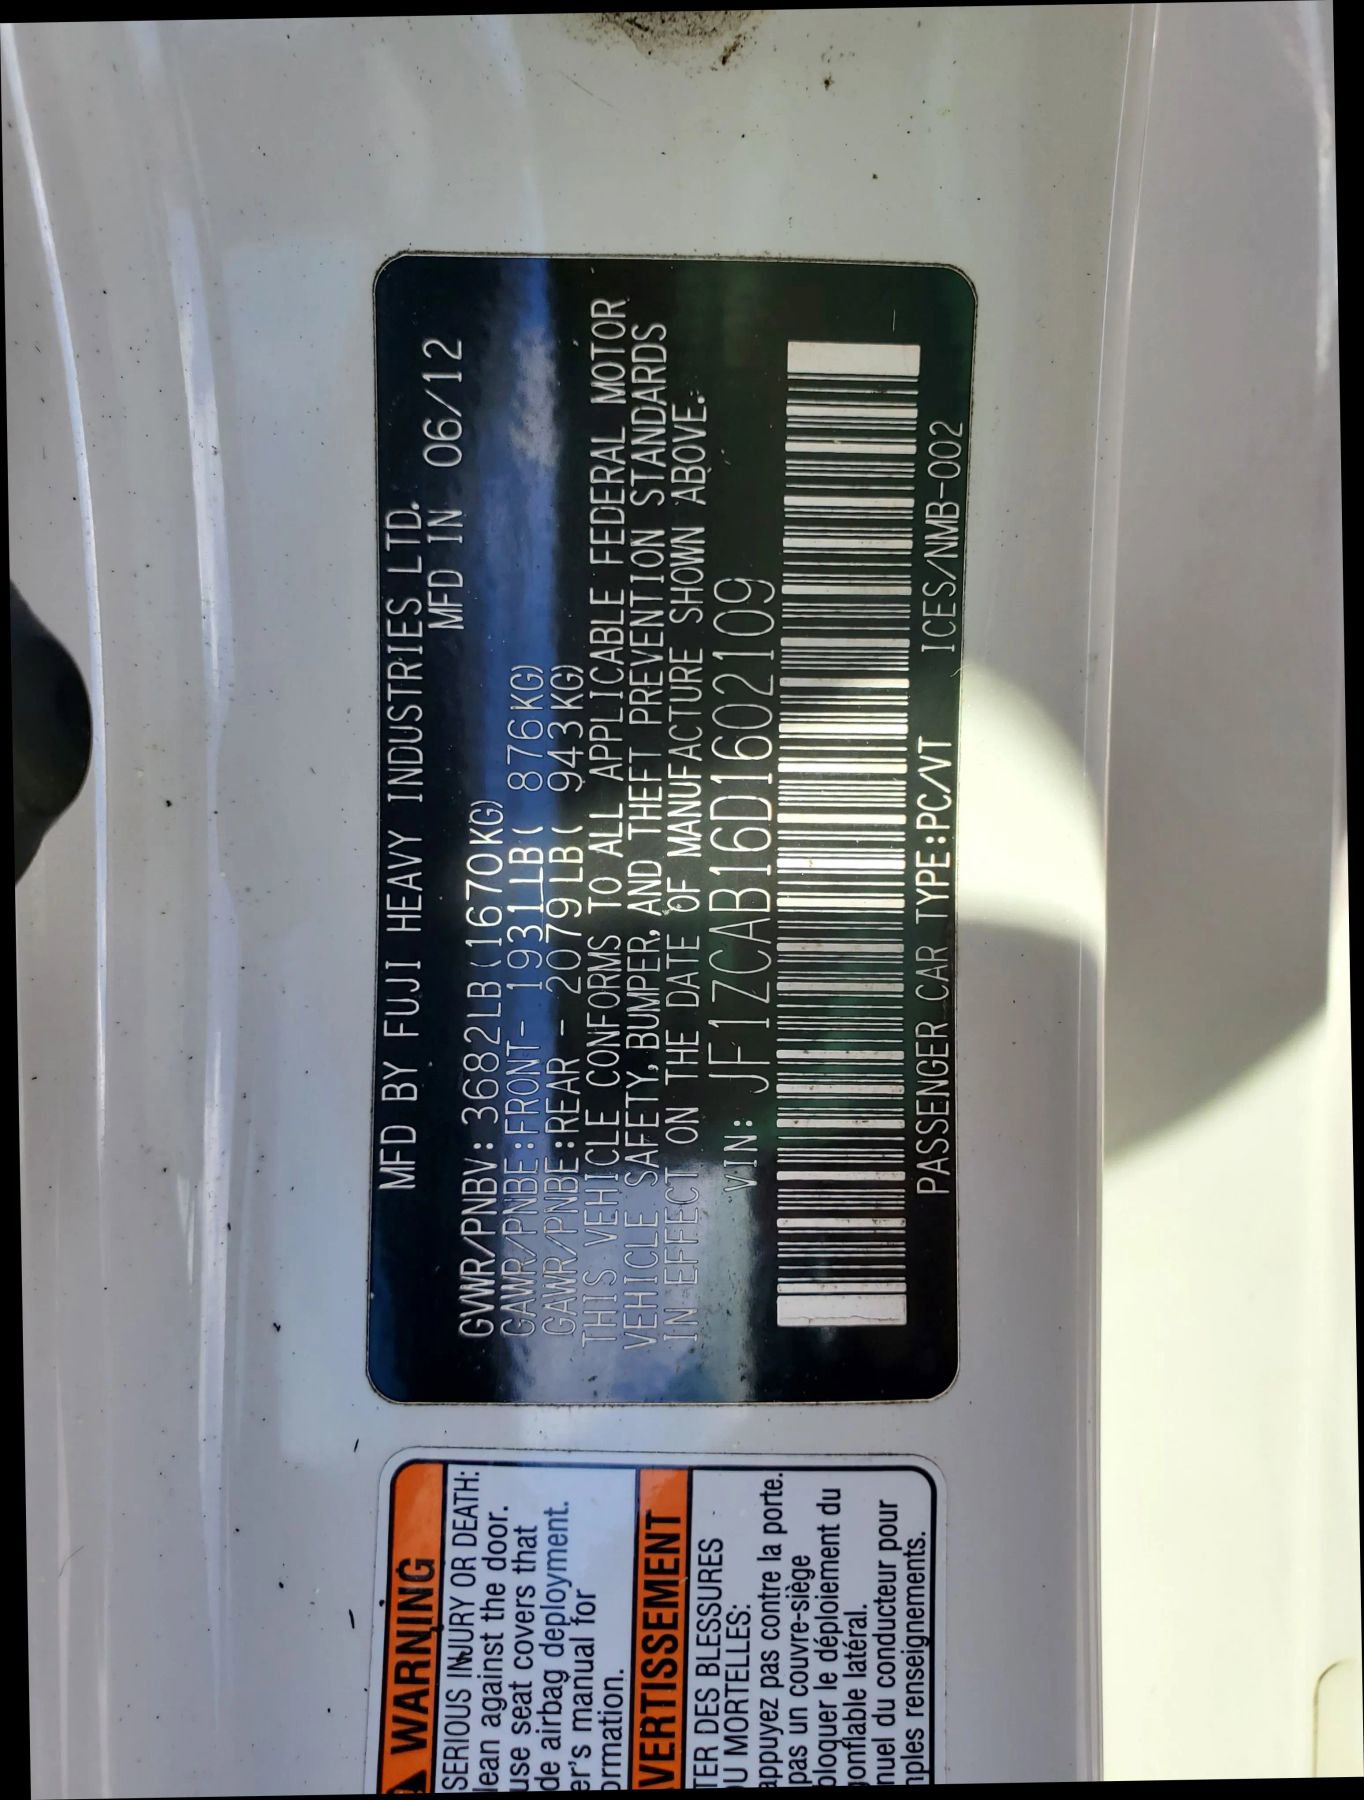 MFD BY FUJI HEAVY INDUSTRIES LTD.
MFD IN 06/12
GVWR/PNBV: 3682LB(1670KG)
GAWR/PNBE:FRONT- 1931LB( 876KG)
GAWR/PNBE:REAR - 2079LB( 943KG)
THIS VEHICLE CONFORMS TO ALL APPLICABLE FEDERAL MOTOR
VEHICLE SAFETY, BUMPER, AND THEFT PREVENTION STANDARDS
IN EFFECT ON THE DATE OF MANUFACTURE SHOWN ABOVE.
VIN: JF1ZCAB16D1602109
PASSENGER CAR TYPE:PC/VT ICES/NMB-002
WARNING
SERIOUS INJURY OR DEATH:
lean against the door.
use seat covers that
de airbag deployment.
er's manual for
ormation.
VERTISSEMENT
TER DES BLESSURES
OU MORTELLES:
appuyez pas contre la porte.
pas un couvre-siège
bloquer le déploiement du
gonflable latéral.
nuel du conducteur pour
mples renseignements.